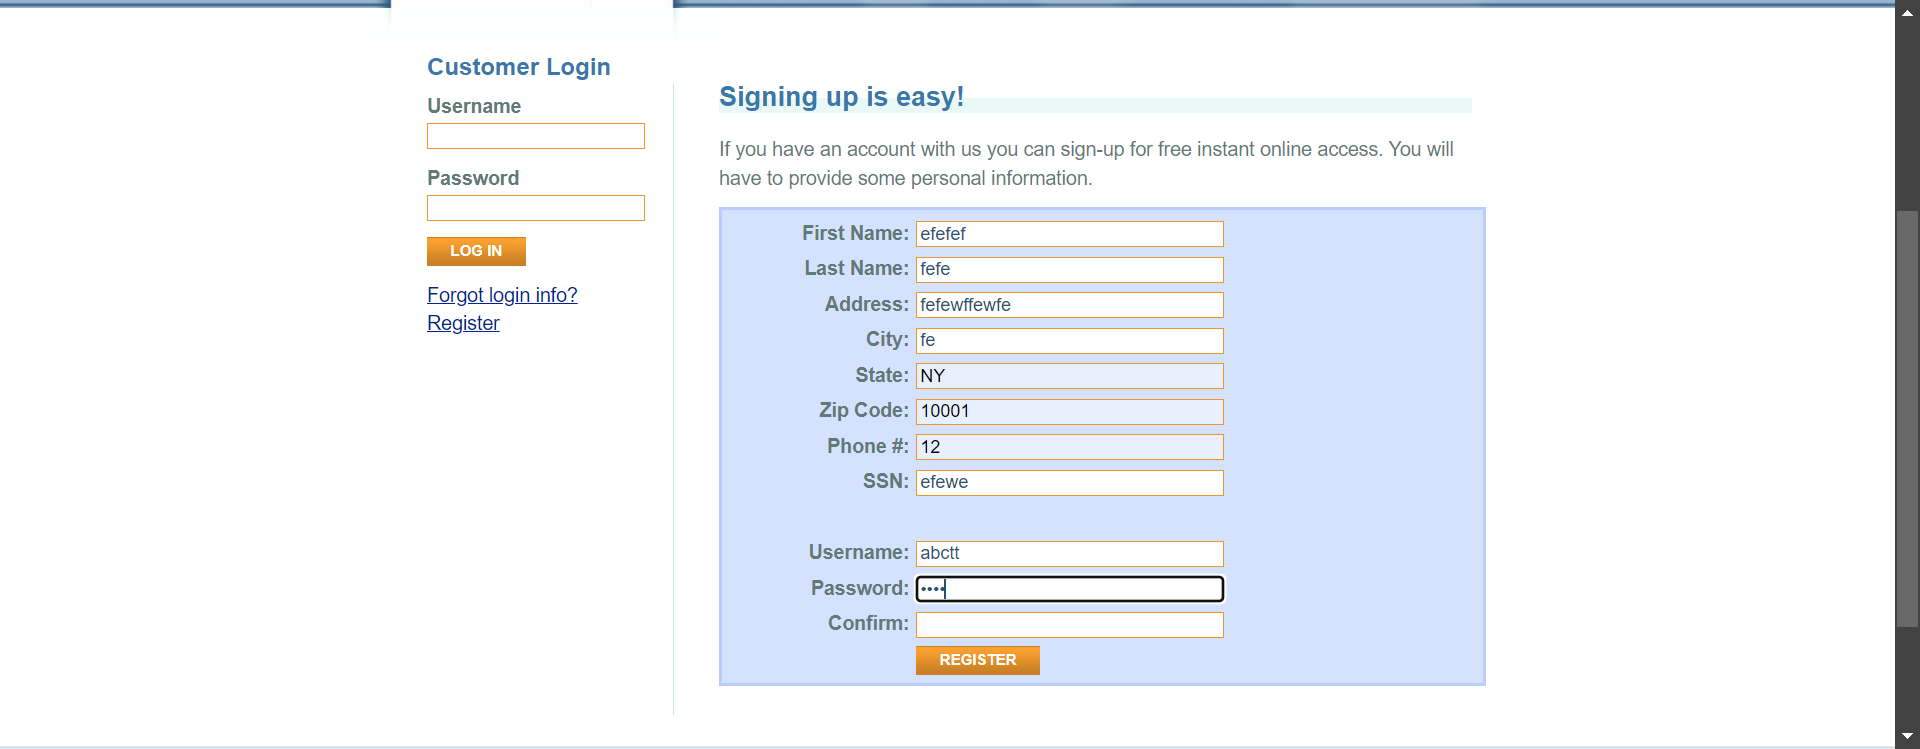 Customer Login
Username
Password
LOG IN
Forgot login info?
Register
Signing up is easy!
If you have an account with us you can sign-up for free instant online access. You will
have to provide some personal information.
First Name: efefef
Last Name: fefe
Address: fefewffewfe
City: fe
State: NY
Zip Code: 10001
Phone #: 12
SSN: efewe
Username: abctt
Password: ••••
Confirm:
REGISTER